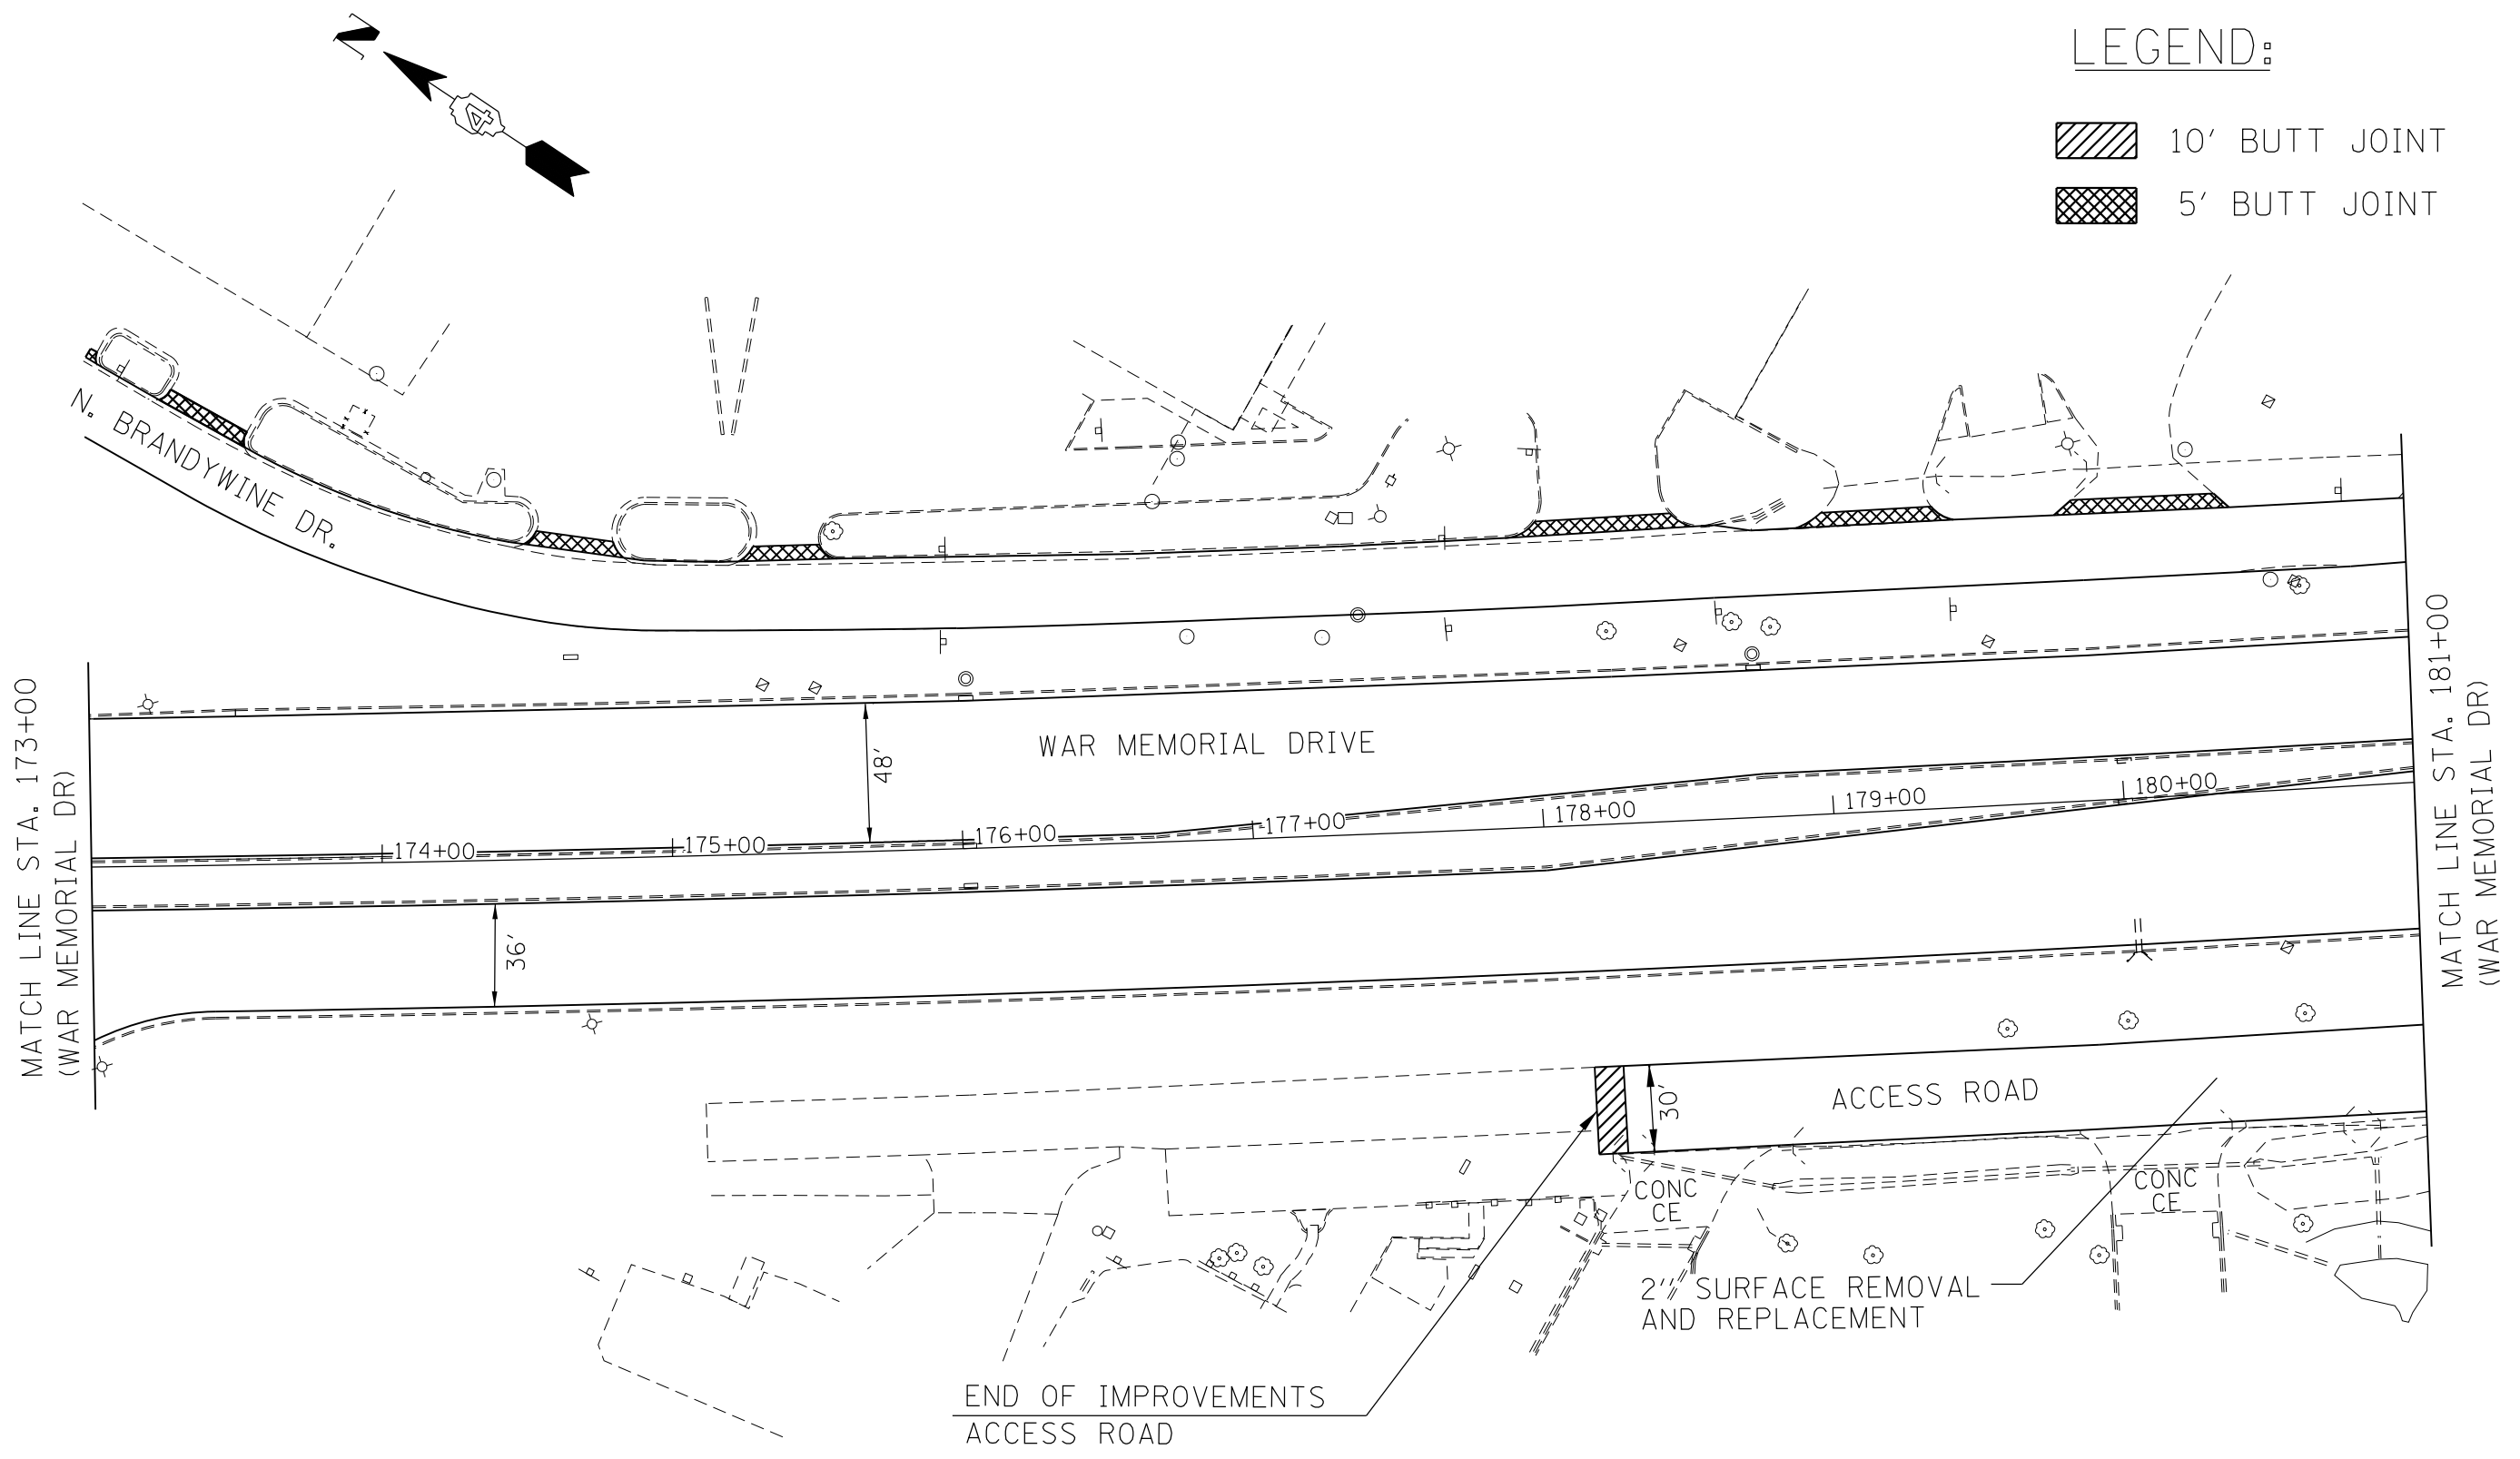 N
4
LEGEND:
10' BUTT JOINT
5' BUTT JOINT
N. BRANDYWINE DR.
MATCH LINE STA. 173+00
(WAR MEMORIAL DR)
48'
WAR MEMORIAL DRIVE
174+00
175+00
176+00
177+00
178+00
179+00
180+00
36'
MATCH LINE STA. 181+00
(WAR MEMORIAL DR)
30'
ACCESS ROAD
CONC
CE
CONC
CE
2'' SURFACE REMOVAL
AND REPLACEMENT
END OF IMPROVEMENTS
ACCESS ROAD